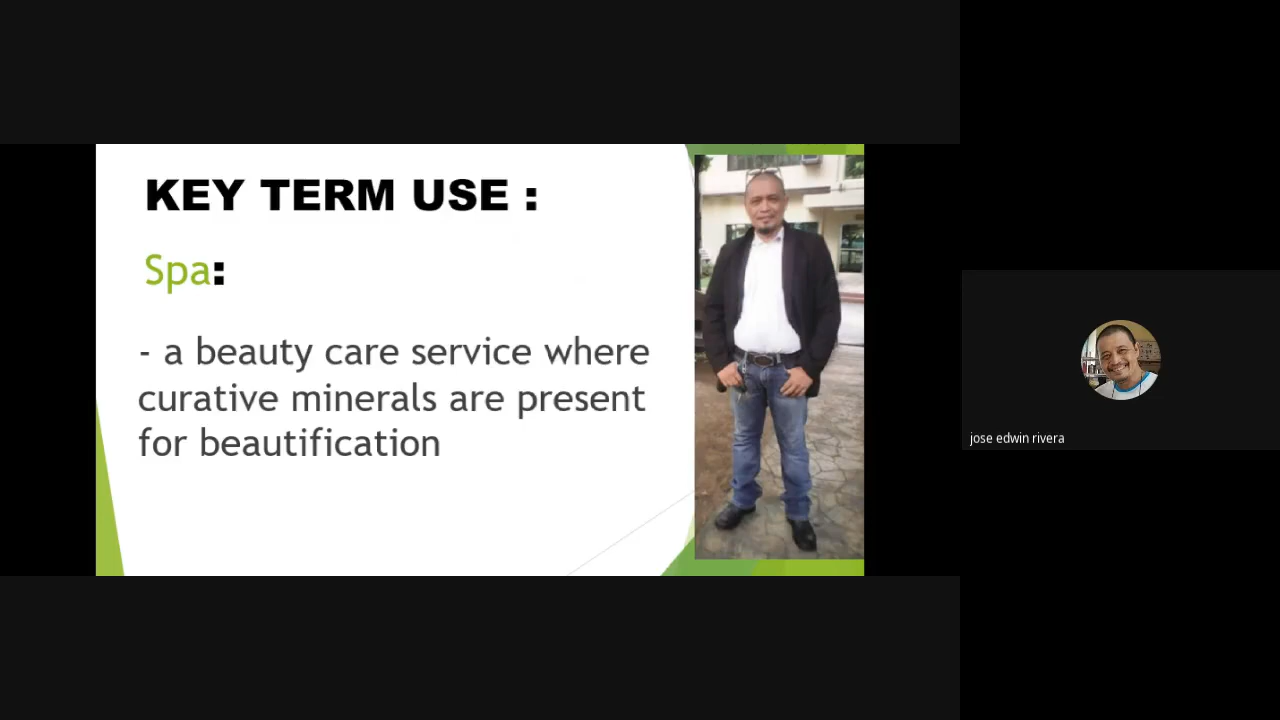 KEY TERM USE :
Spa:
- a beauty care service where
curative minerals are present
for beautification
jose edwin rivera